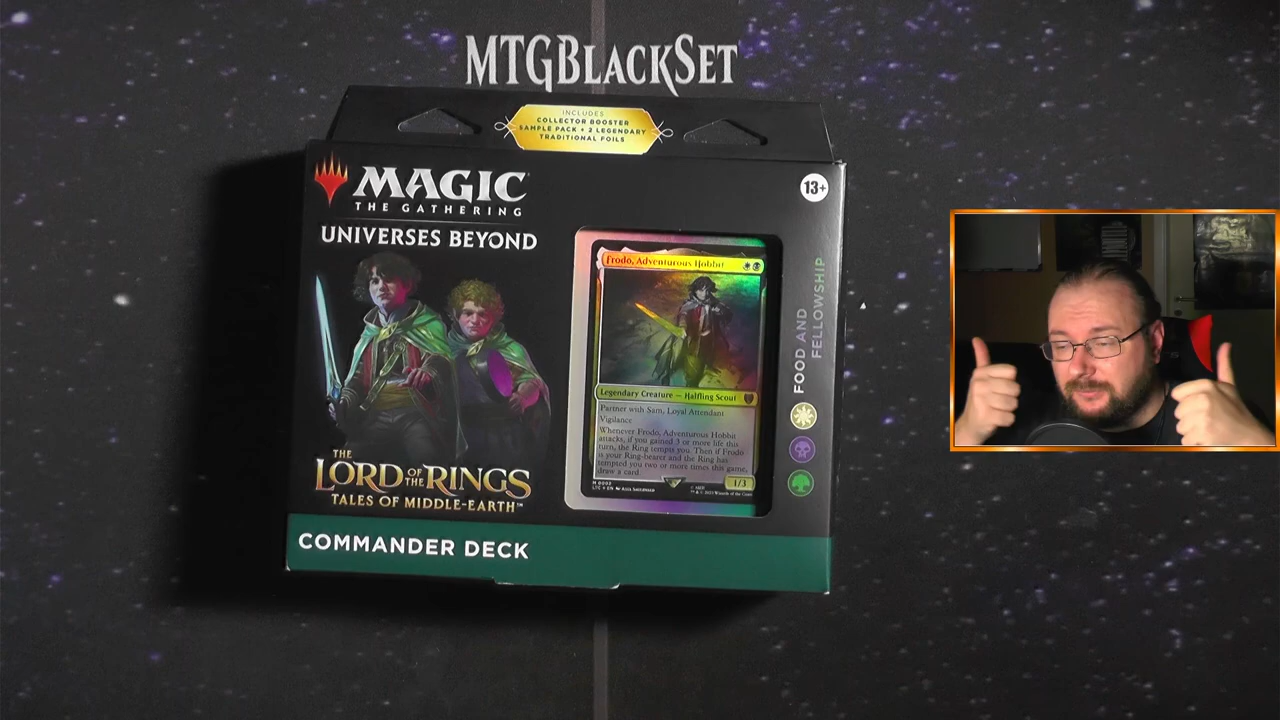 MTGBlackSet
INCLUDES
COLLECTOR BOOSTER
SAMPLE PACK + 2 LEGENDARY
TRADITIONAL FOILS
MAGIC
THE GATHERING
UNIVERSES BEYOND
13+
Frodo, Adventurous Hobbit
Legendary Creature — Halfling Scout
Partner with Sam, Loyal Attendant
Vigilance
Whenever Frodo, Adventurous Hobbit
attacks, if you gained 3 or more life this
turn, the Ring tempts you. Then if Frodo
is your Ring-bearer and the Ring has
tempted you two or more times this game,
draw a card.
1/3
M 0002
LTC
EN
FOOD AND
FELLOWSHIP
THE
LORD OF THE RINGS
TALES OF MIDDLE-EARTH™
COMMANDER DECK